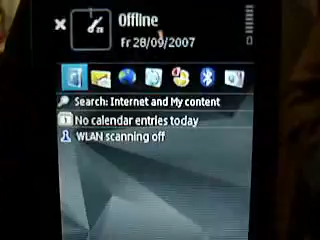 Offline
Fr 28/09/2007
Search: Internet and My content
No calendar entries today
WLAN scanning off